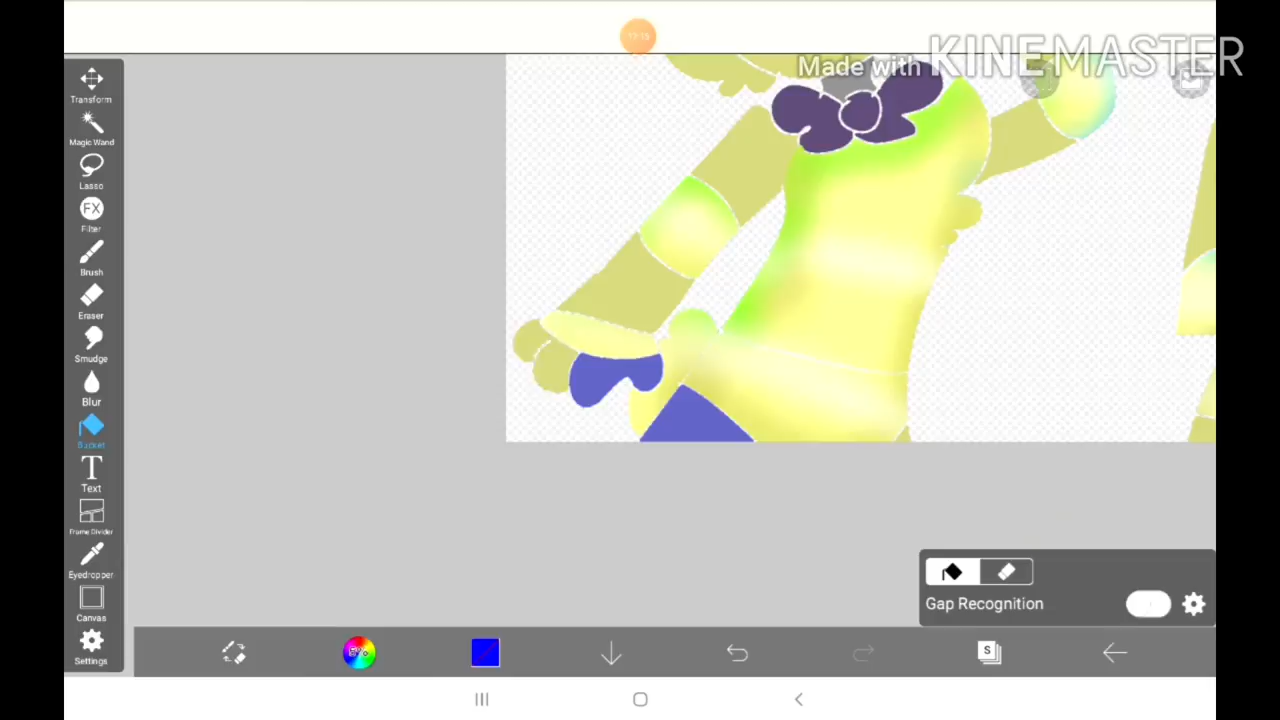 Made with KINEMASTER
Transform
Magic Wand
Lasso
FX
Filter
Brush
Eraser
Smudge
Blur
Bucket
T
Text
Frame Divider
Eyedropper
Canvas
Settings
Gap Recognition
S